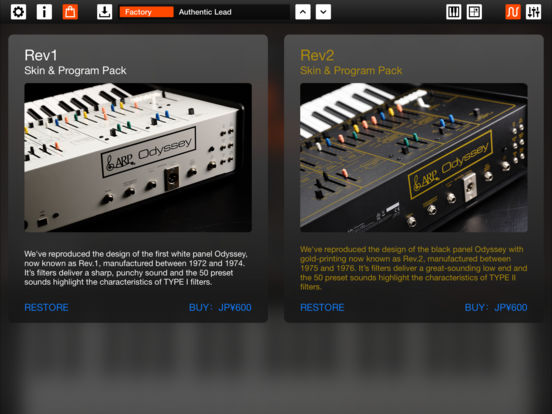 Factory
Authentic Lead
Rev1
Skin & Program Pack
ARP Odyssey
We've reproduced the design of the first white panel Odyssey,
now known as Rev.1, manufactured between 1972 and 1974.
It's filters deliver a sharp, punchy sound and the 50 preset
sounds highlight the characteristics of TYPE I filters.
RESTORE
BUY: JP¥600
Rev2
Skin & Program Pack
ARP Odyssey
We've reproduced the design of the black panel Odyssey with
gold-printing now known as Rev.2, manufactured between
1975 and 1976. It's filters deliver a great-sounding low end and
the 50 preset sounds highlight the characteristics of TYPE II
filters.
RESTORE
BUY: JP¥600